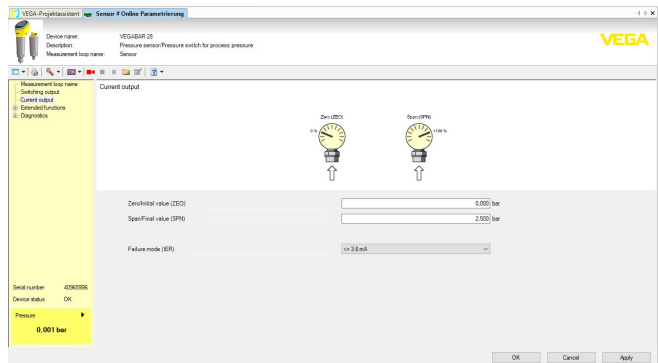 VEGA-Projektassistent Sensor # Online Parametrierung
Device name: VEGABAR 28
Description: Pressure sensor/Pressure switch for process pressure
Measurement loop name: Sensor
VEGA
Measurement loop name
Switching output
Current output
Extended functions
Diagnostics
Current output
Zero (ZED) Span (SPN)
0 % +100 %
Zero/Initial value (ZED) 0,000 bar
Span/Final value (SPN) 2,500 bar
Failure mode (IER) <= 3.6 mA
Serial number 40965996
Device status OK
Pressure
0,001 bar
OK Cancel Apply